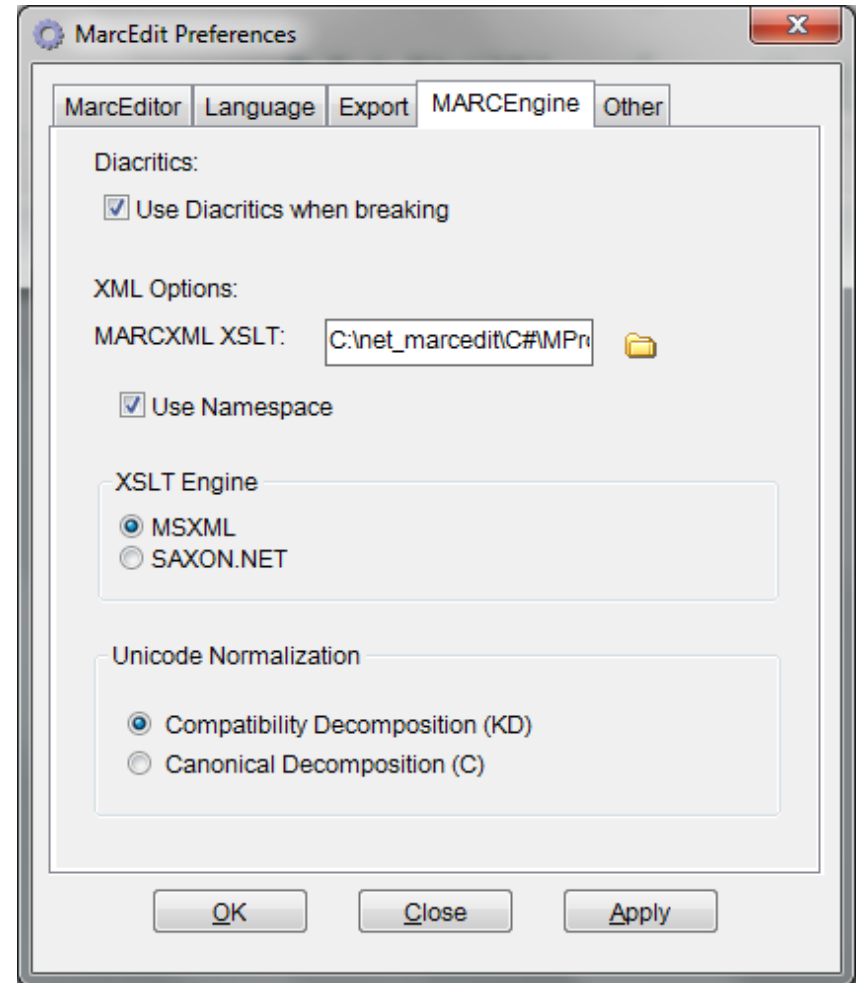 MarcEdit Preferences
MarcEditor Language Export MARCEngine Other
Diacritics:
Use Diacritics when breaking
XML Options:
MARCXML XSLT: C:\net_marcedit\C#\MPr
Use Namespace
XSLT Engine
MSXML
SAXON.NET
Unicode Normalization
Compatibility Decomposition (KD)
Canonical Decomposition (C)
OK Close Apply